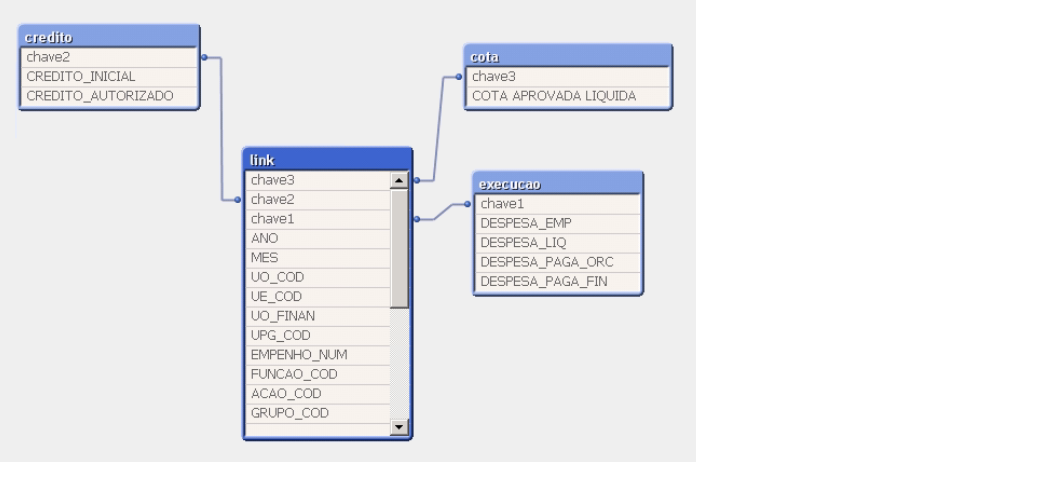 credito
chave2
CREDITO_INICIAL
CREDITO_AUTORIZADO
cota
chave3
COTA APROVADA LIQUIDA
link
chave3
chave2
chave1
ANO
MES
UO_COD
UE_COD
UO_FINAN
UPG_COD
EMPENHO_NUM
FUNCAO_COD
ACAO_COD
GRUPO_COD
execucao
chave1
DESPESA_EMP
DESPESA_LIQ
DESPESA_PAGA_ORC
DESPESA_PAGA_FIN